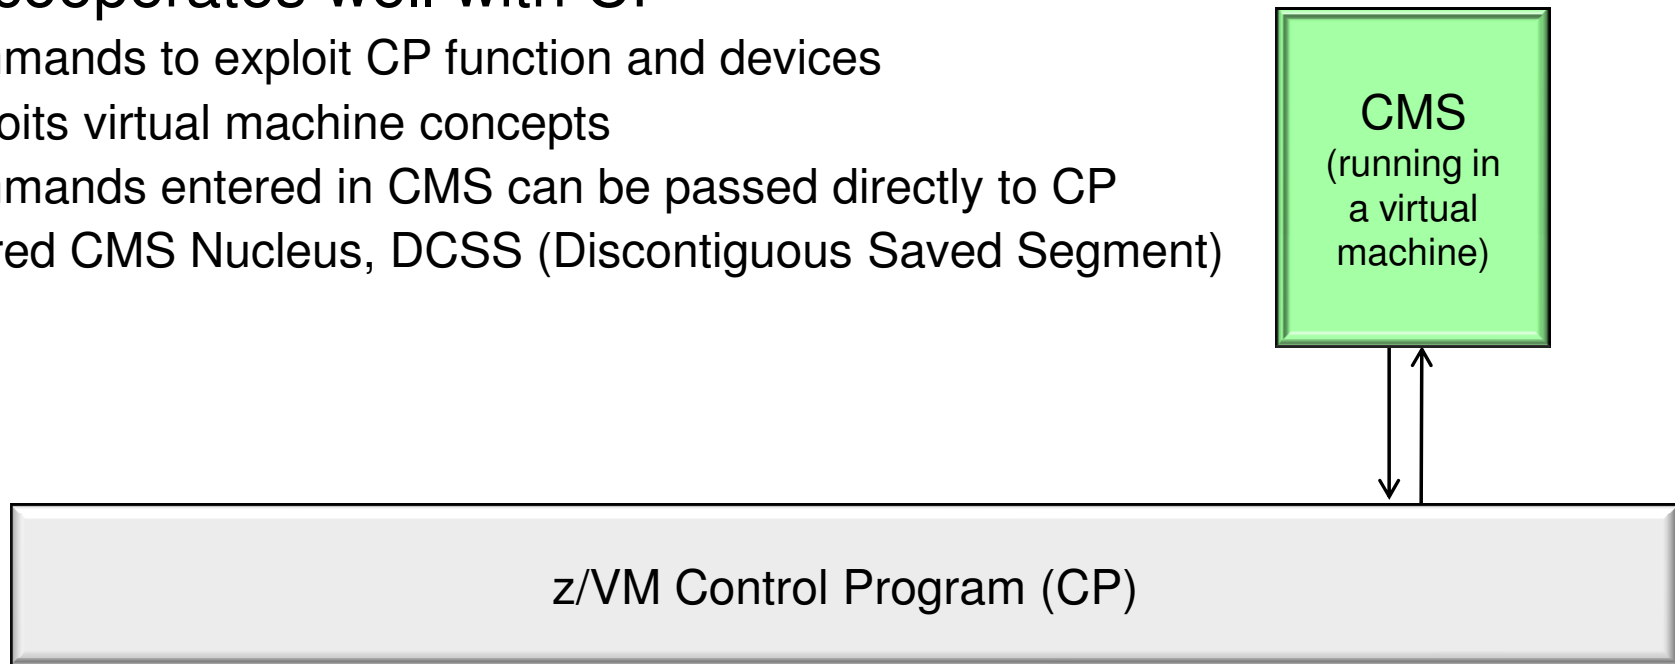 cooperates well with CP
mmands to exploit CP function and devices
oits virtual machine concepts
mmands entered in CMS can be passed directly to CP
red CMS Nucleus, DCSS (Discontiguous Saved Segment)
CMS
(running in
a virtual
machine)
z/VM Control Program (CP)